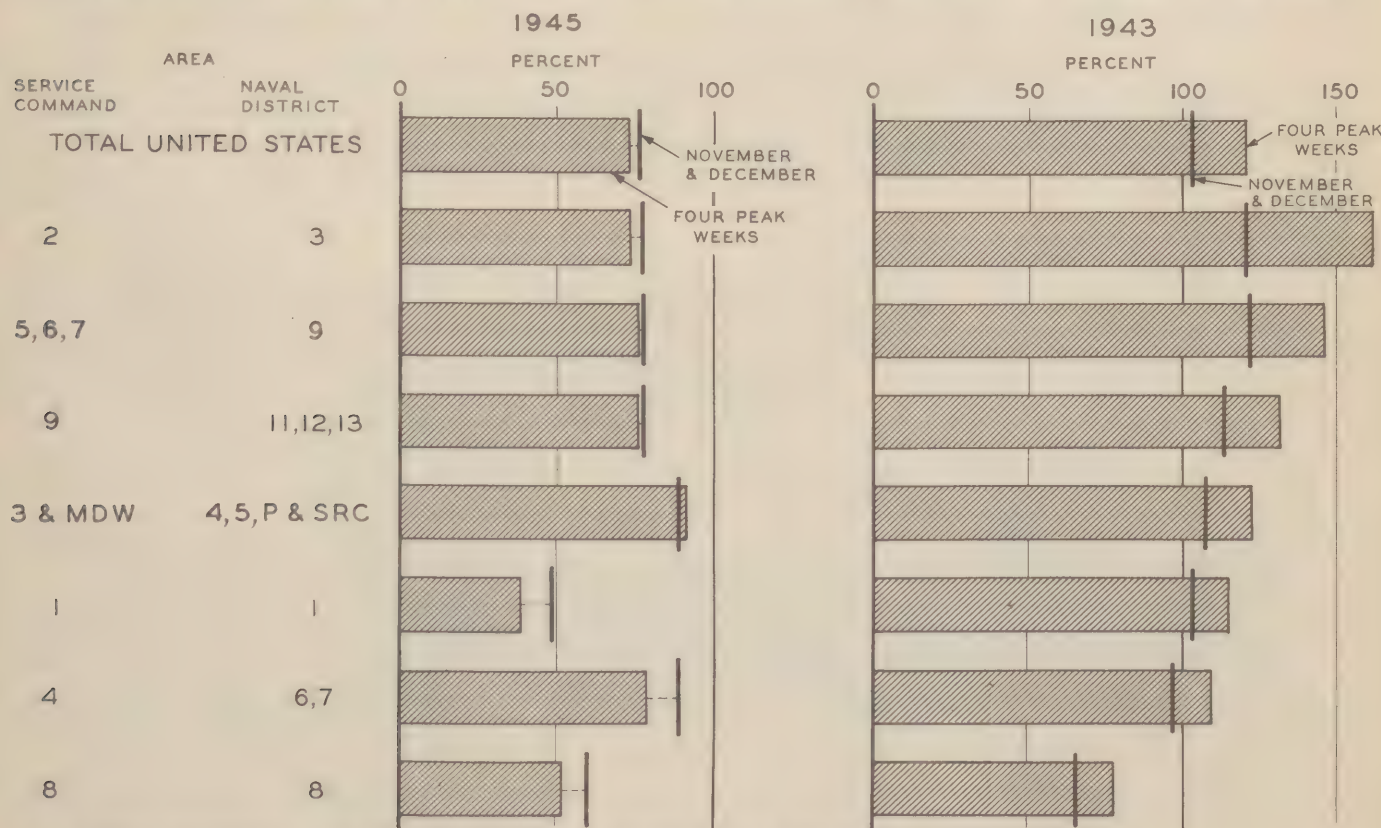 1945
1943
AREA
PERCENT
PERCENT
SERVICE COMMAND
NAVAL DISTRICT
0 50 100
0 50 100 150
TOTAL UNITED STATES
NOVEMBER
& DECEMBER
FOUR PEAK
WEEKS
FOUR PEAK
WEEKS
NOVEMBER
& DECEMBER
2 3
5,6,7 9
9 11,12,13
3 & MDW 4,5,P & SRC
1 1
4 6,7
8 8